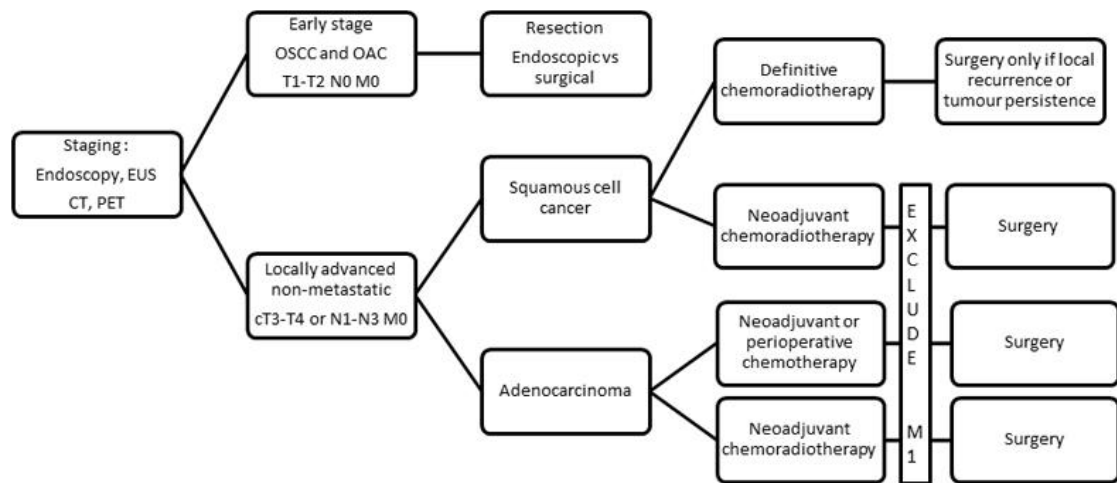 Staging :
Endoscopy, EUS
CT, PET
Early stage
OSCC and OAC
T1-T2 N0 M0
Resection
Endoscopic vs
surgical
Locally advanced
non-metastatic
cT3-T4 or N1-N3 M0
Squamous cell
cancer
Definitive
chemoradiotherapy
Surgery only if local
recurrence or
tumour persistence
Neoadjuvant
chemoradiotherapy
Surgery
Adenocarcinoma
Neoadjuvant or
perioperative
chemotherapy
Surgery
Neoadjuvant
chemoradiotherapy
Surgery
EXCLUDE M1